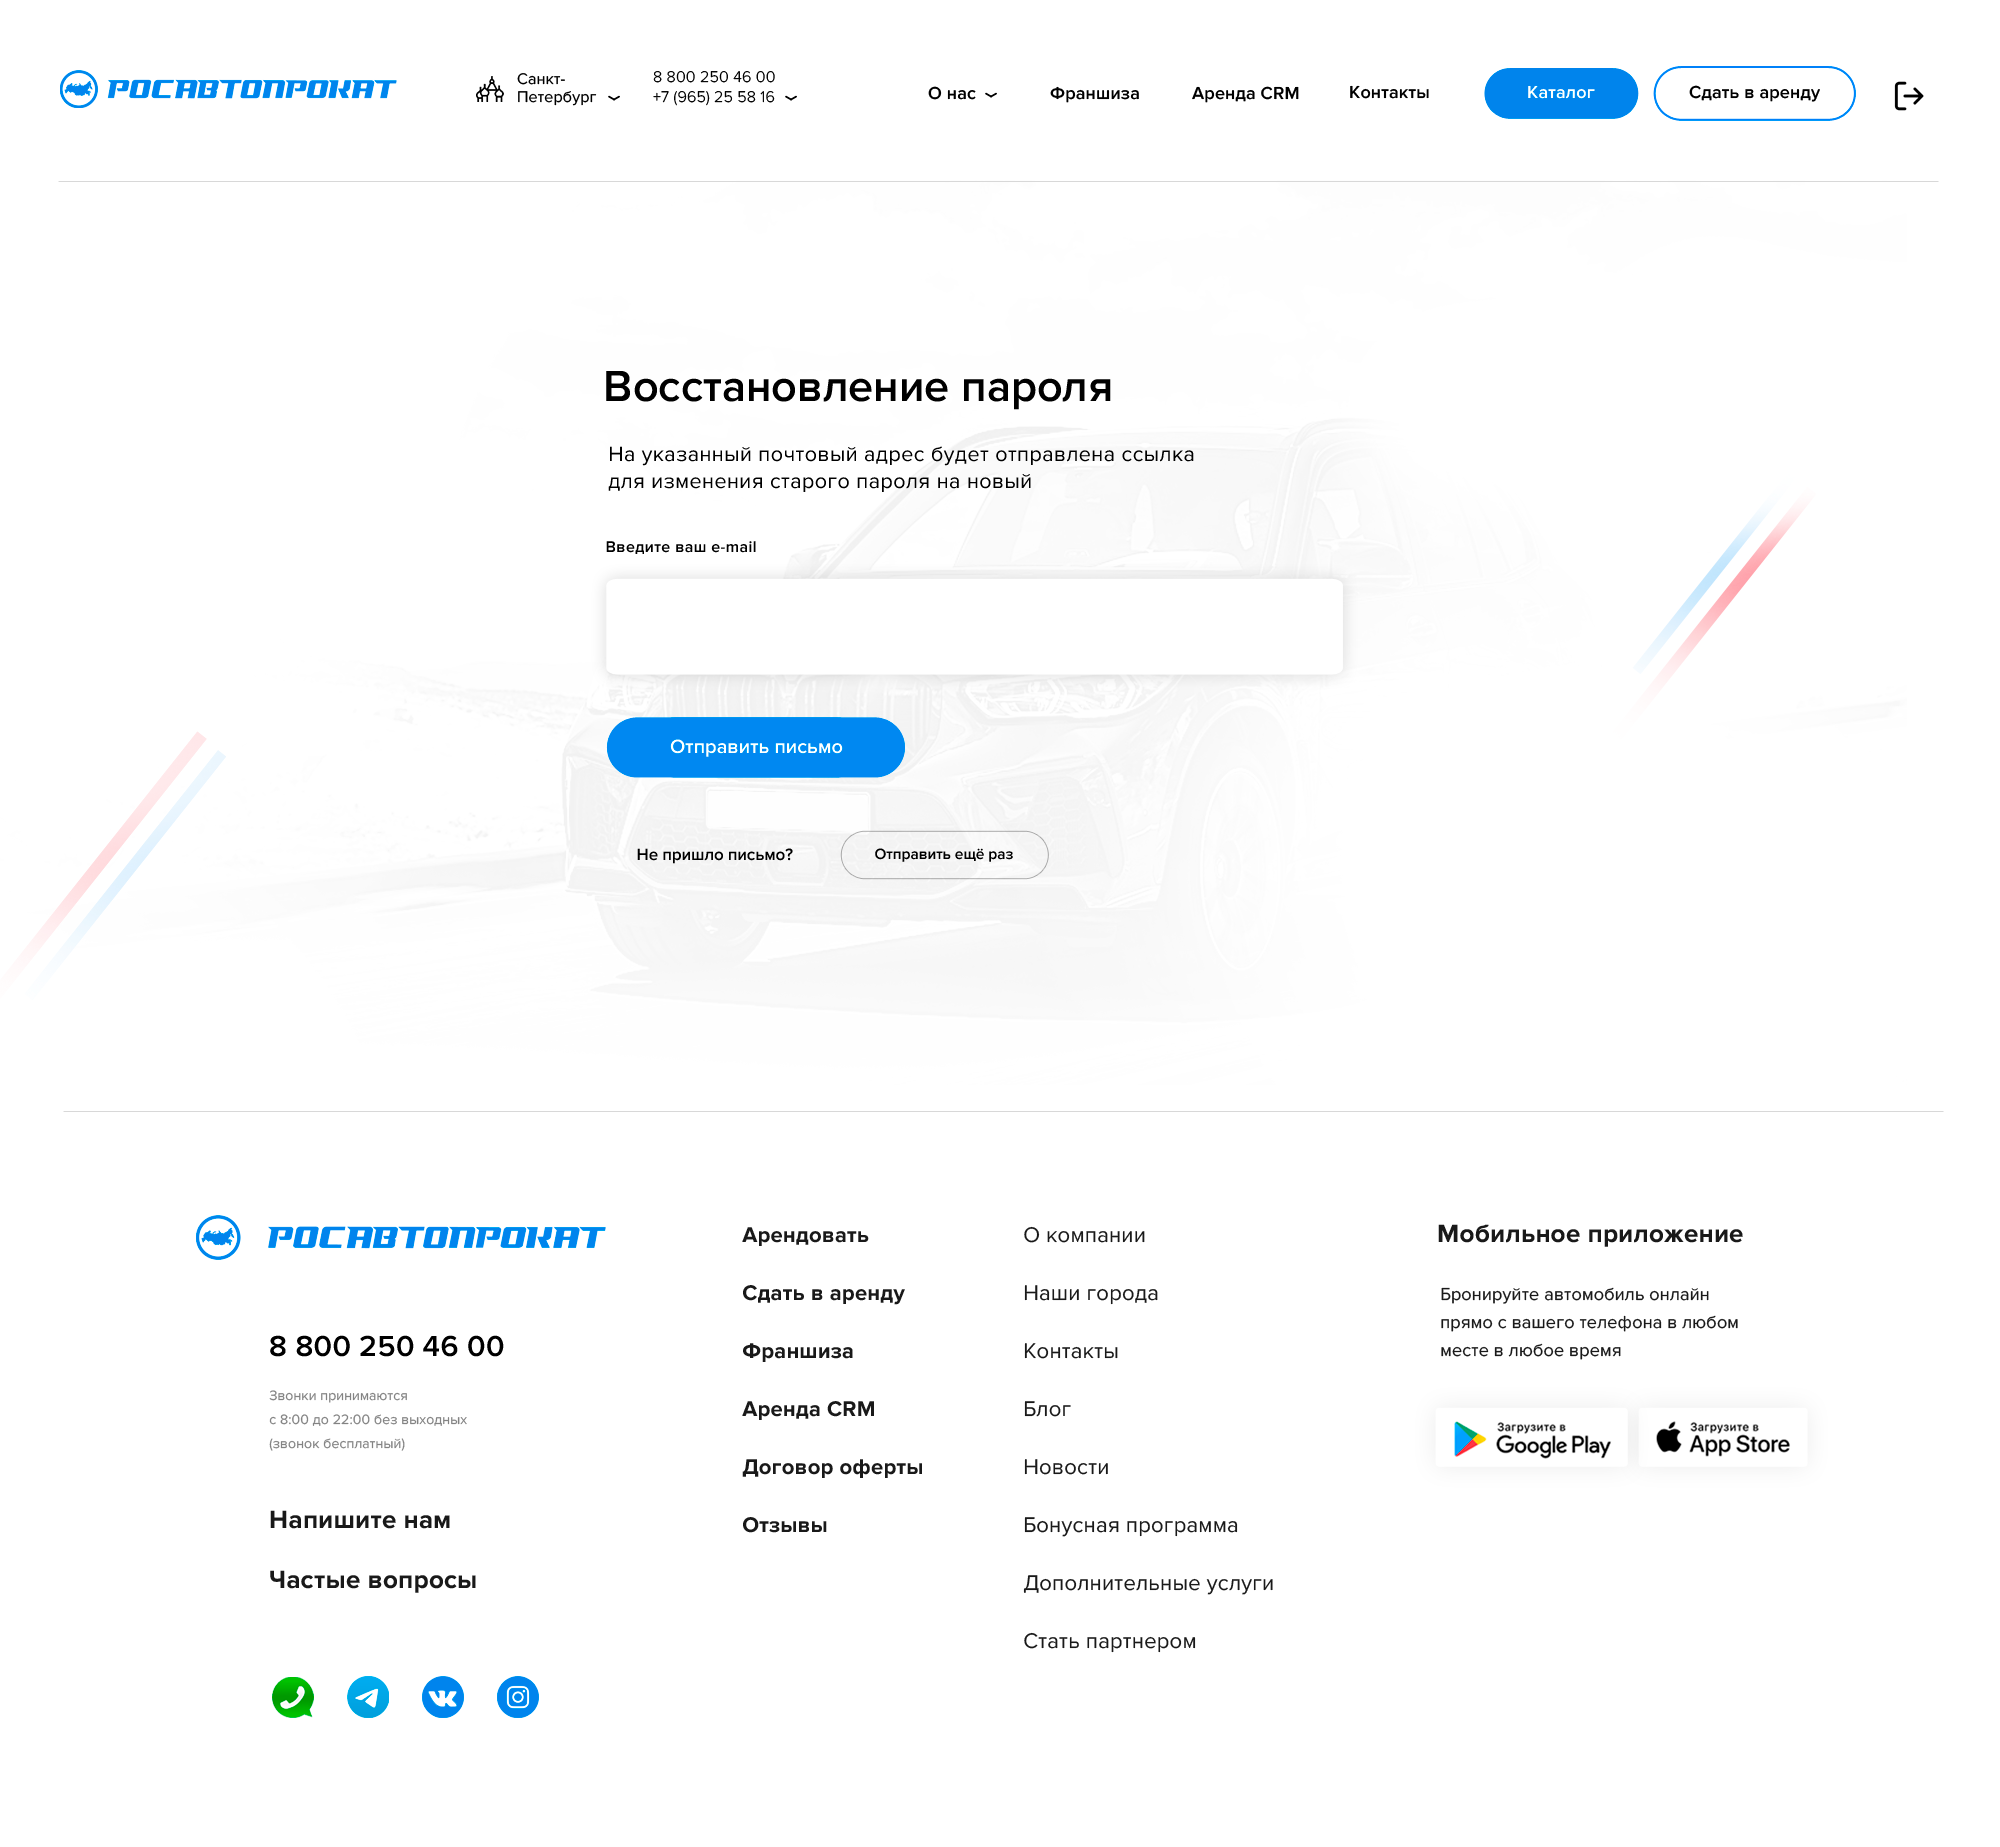 РОСАВТОПРОКАТ
Санкт-
Петербург
8 800 250 46 00
+7 (965) 25 58 16
О нас
Франшиза
Аренда CRM
Контакты
Каталог
Сдать в аренду
Восстановление пароля
На указанный почтовый адрес будет отправлена ссылка
для изменения старого пароля на новый
Введите ваш e-mail
Отправить письмо
Не пришло письмо?
Отправить ещё раз
РОСАВТОПРОКАТ
8 800 250 46 00
Звонки принимаются
с 8:00 до 22:00 без выходных
(звонок бесплатный)
Напишите нам
Частые вопросы
Арендовать
Сдать в аренду
Франшиза
Аренда CRM
Договор оферты
Отзывы
О компании
Наши города
Контакты
Блог
Новости
Бонусная программа
Дополнительные услуги
Стать партнером
Мобильное приложение
Бронируйте автомобиль онлайн
прямо с вашего телефона в любом
месте в любое время
Загрузите в
Google Play
Загрузите в
App Store